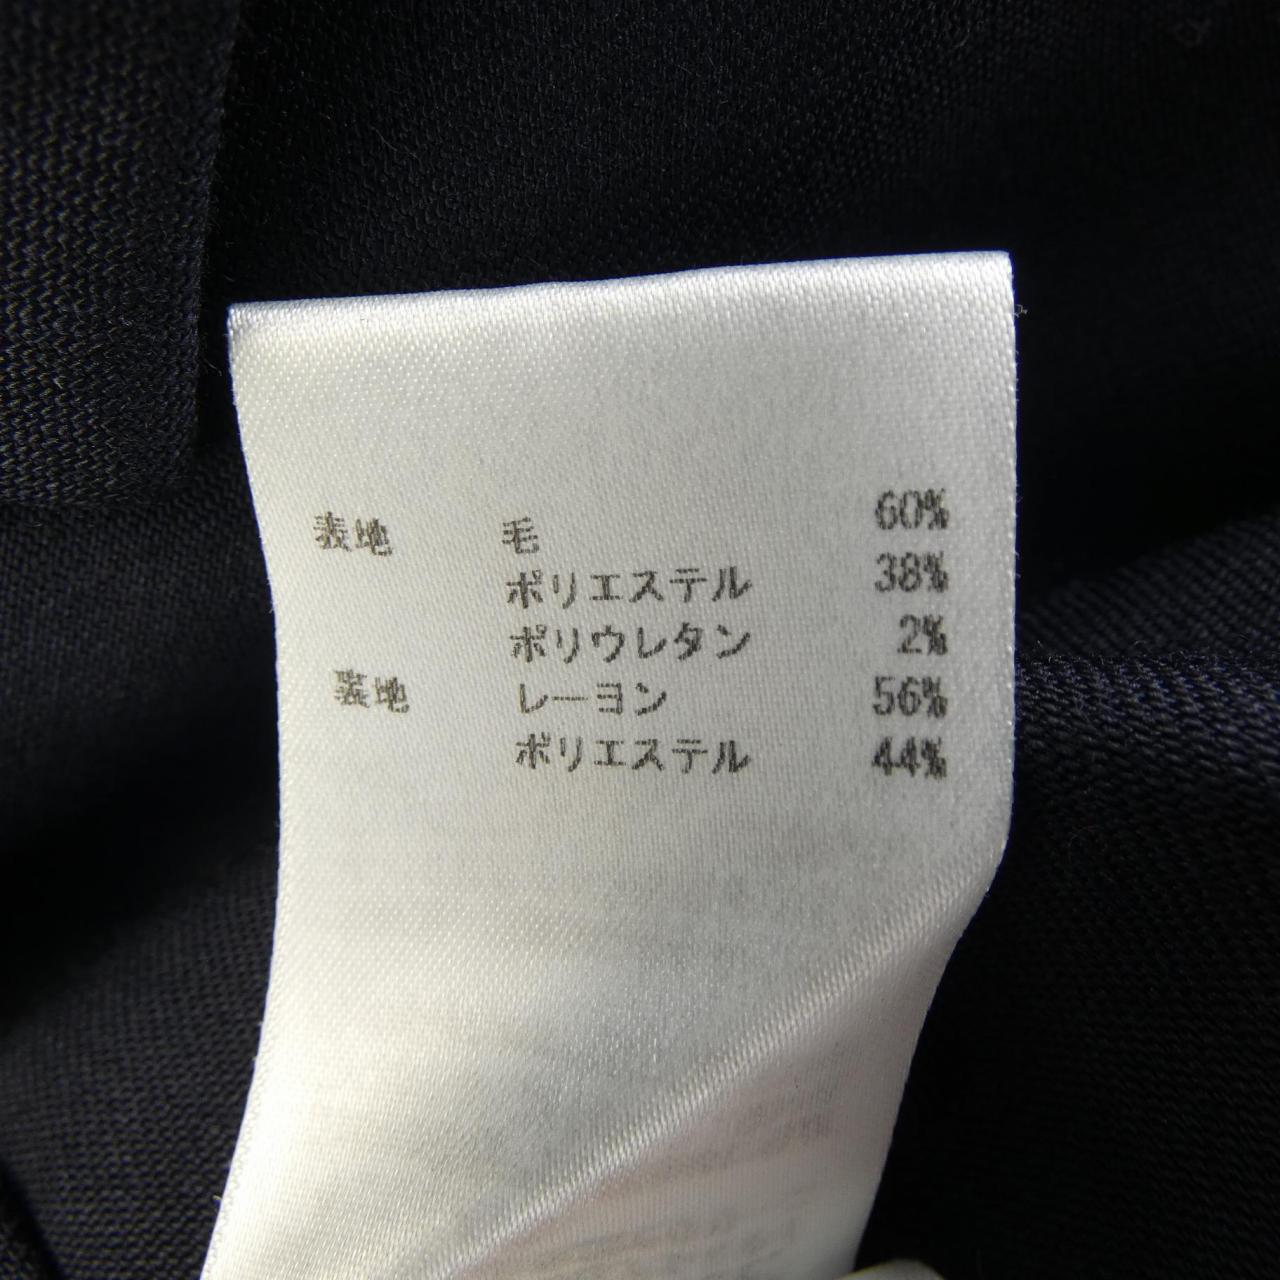 表地 毛 60%
ポリエステル 38%
ポリウレタン 2%
裏地 レーヨン 56%
ポリエステル 44%